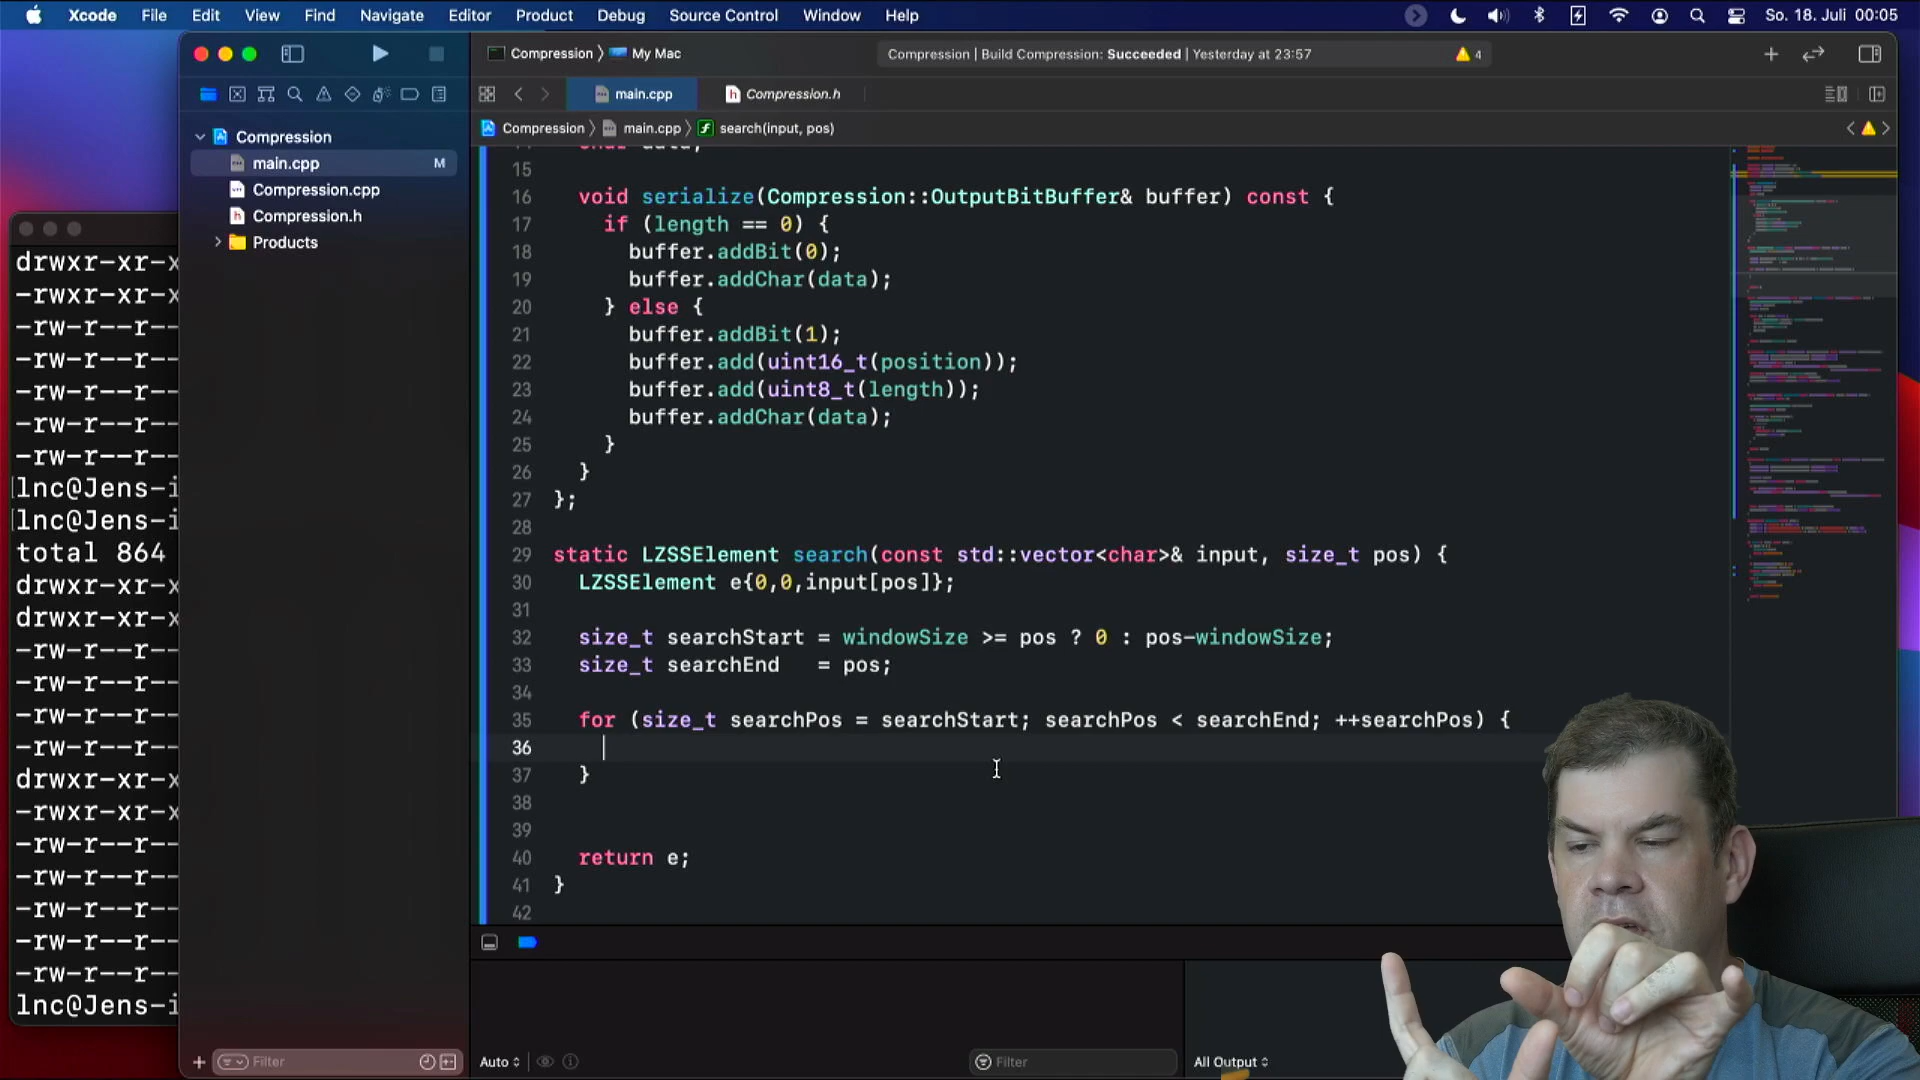 Xcode File Edit View Find Navigate Editor Product Debug Source Control Window Help So. 18. Juli 00:05
Compression My Mac Compression | Build Compression: Succeeded | Yesterday at 23:57 4
main.cpp Compression.h
Compression main.cpp search(input, pos)
Compression
main.cpp M
Compression.cpp
Compression.h
Products
drwxr-xr-x
-rwxr-xr-x
-rw-r--r--
-rw-r--r--
-rw-r--r--
-rw-r--r--
-rw-r--r--
lnc@Jens-i
lnc@Jens-i
total 864
drwxr-xr-x
drwxr-xr-x
-rw-r--r--
-rw-r--r--
-rw-r--r--
-rw-r--r--
drwxr-xr-x
-rwxr-xr-x
-rw-r--r--
-rw-r--r--
-rw-r--r--
-rw-r--r--
-rw-r--r--
lnc@Jens-i
15
16 void serialize(Compression::OutputBitBuffer& buffer) const {
17 if (length == 0) {
18 buffer.addBit(0);
19 buffer.addChar(data);
20 } else {
21 buffer.addBit(1);
22 buffer.add(uint16_t(position));
23 buffer.add(uint8_t(length));
24 buffer.addChar(data);
25 }
26 }
27 };
28
29 static LZSSElement search(const std::vector<char>& input, size_t pos) {
30 LZSSElement e{0,0,input[pos]};
31
32 size_t searchStart = windowSize >= pos ? 0 : pos-windowSize;
33 size_t searchEnd = pos;
34
35 for (size_t searchPos = searchStart; searchPos < searchEnd; ++searchPos) {
36
37 }
38
39
40 return e;
41 }
42
Filter Auto Filter All Output